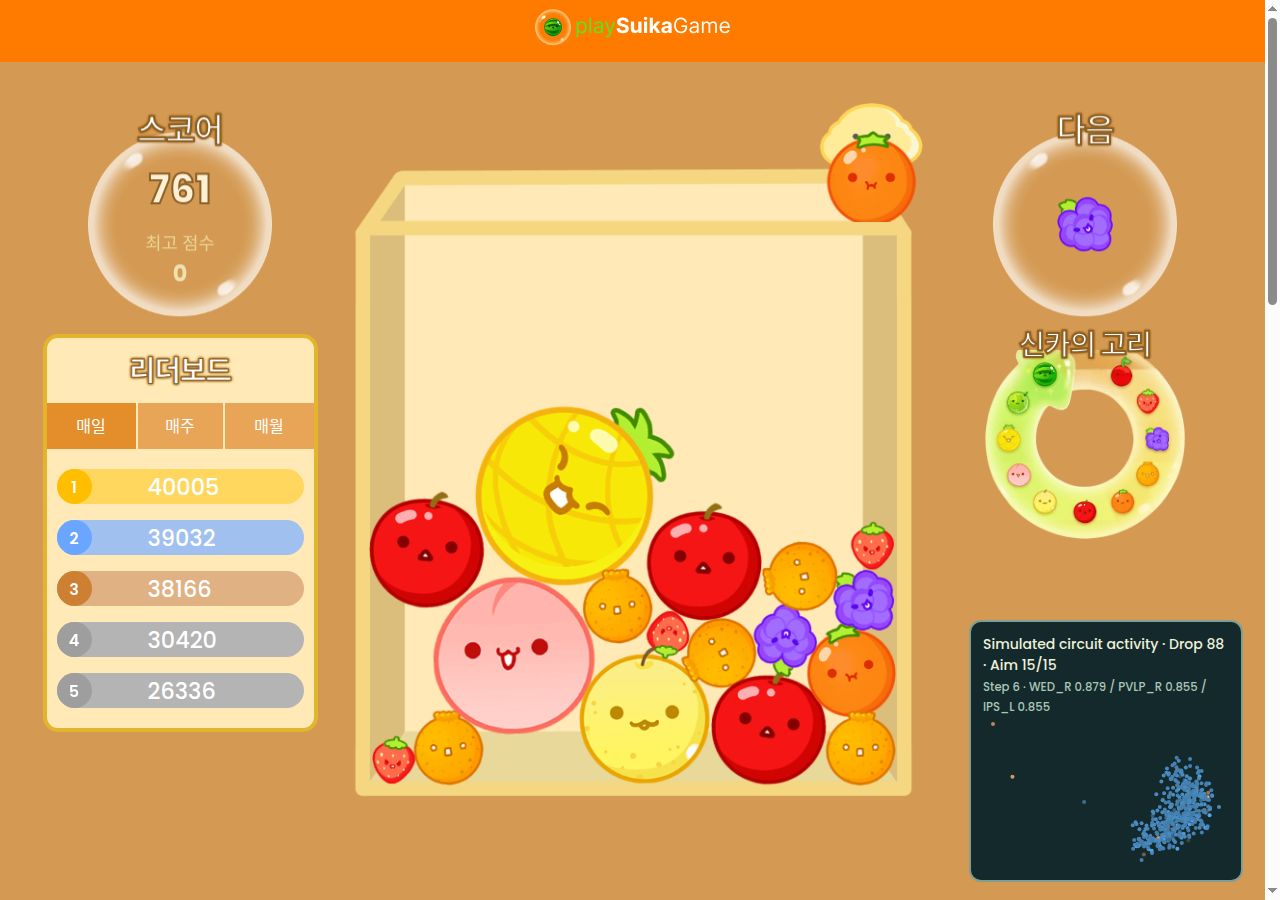 playSuikaGame
스코어
761
최고 점수
0
다음
신카의 고리
리더보드
매일 매주 매월
1 40005
2 39032
3 38166
4 30420
5 26336
Simulated circuit activity · Drop 88
· Aim 15/15
Step 6 · WED_R 0.879 / PVLP_R 0.855 /
IPS_L 0.855